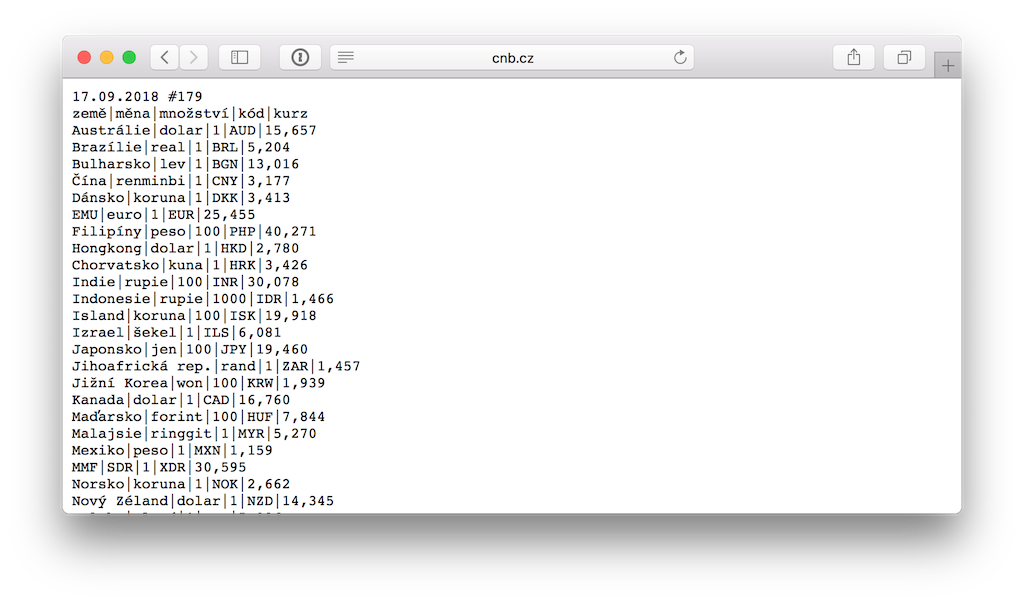 cnb.cz
17.09.2018 #179
země|měna|množství|kód|kurz
Austrálie|dolar|1|AUD|15,657
Brazílie|real|1|BRL|5,204
Bulharsko|lev|1|BGN|13,016
Čína|renminbi|1|CNY|3,177
Dánsko|koruna|1|DKK|3,413
EMU|euro|1|EUR|25,455
Filipíny|peso|100|PHP|40,271
Hongkong|dolar|1|HKD|2,780
Chorvatsko|kuna|1|HRK|3,426
Indie|rupie|100|INR|30,078
Indonesie|rupie|1000|IDR|1,466
Island|koruna|100|ISK|19,918
Izrael|šekel|1|ILS|6,081
Japonsko|jen|100|JPY|19,460
Jihoafrická rep.|rand|1|ZAR|1,457
Jižní Korea|won|100|KRW|1,939
Kanada|dolar|1|CAD|16,760
Maďarsko|forint|100|HUF|7,844
Malajsie|ringgit|1|MYR|5,270
Mexiko|peso|1|MXN|1,159
MMF|SDR|1|XDR|30,595
Norsko|koruna|1|NOK|2,662
Nový Zéland|dolar|1|NZD|14,345